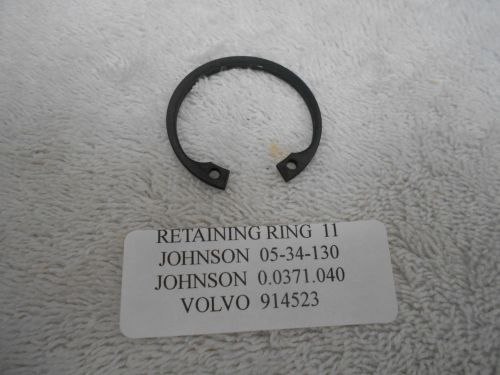 RETAINING RING 11
JOHNSON 05-34-130
JOHNSON 0.0371.040
VOLVO 914523